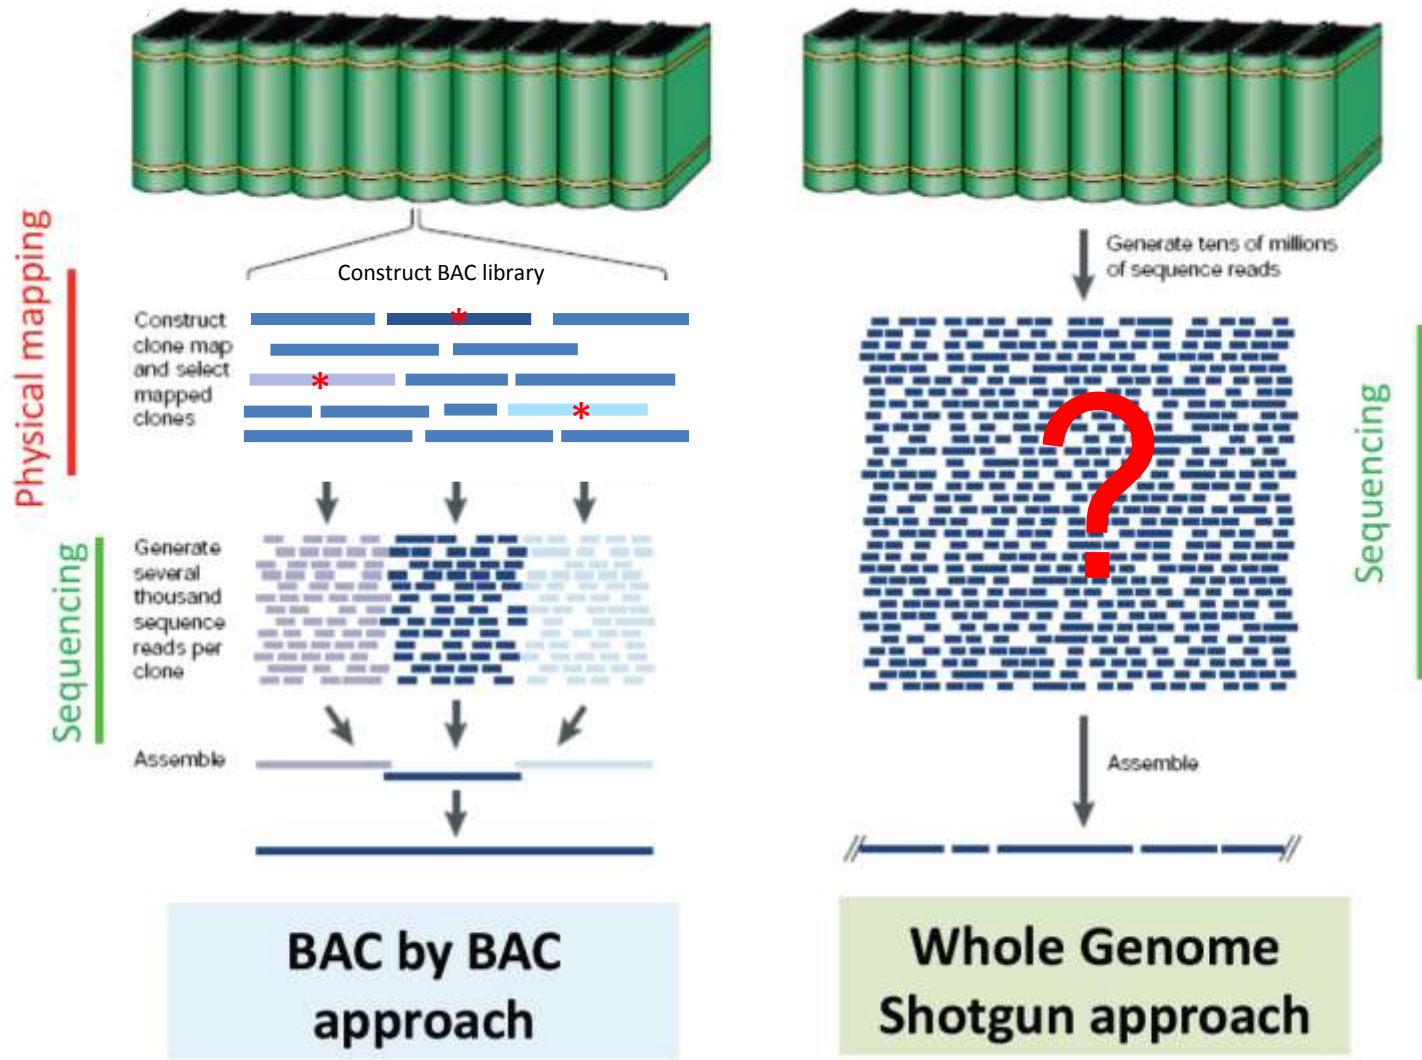 Physical mapping
Construct BAC library
Construct
clone map
and select
mapped
clones
*
*
*
Sequencing
Generate
several
thousand
sequence
reads per
clone
Assemble
BAC by BAC
approach
Generate tens of millions
of sequence reads
?
Sequencing
Assemble
Whole Genome
Shotgun approach